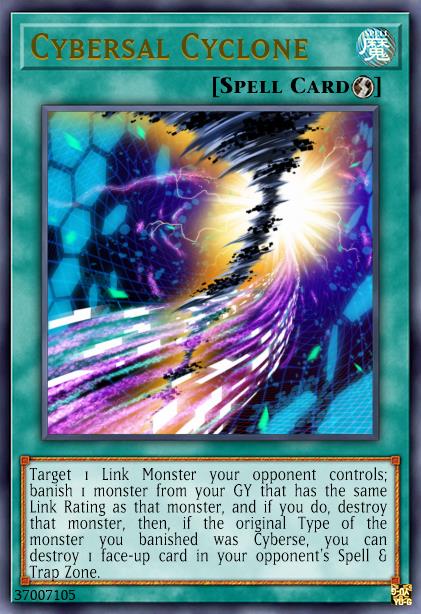 Cybersal Cyclone
SPELL
魔
[Spell Card]
Target 1 Link Monster your opponent controls;
banish 1 monster from your GY that has the same
Link Rating as that monster, and if you do, destroy
that monster, then, if the original Type of the
monster you banished was Cyberse, you can
destroy 1 face-up card in your opponent's Spell &
Trap Zone.
37007105